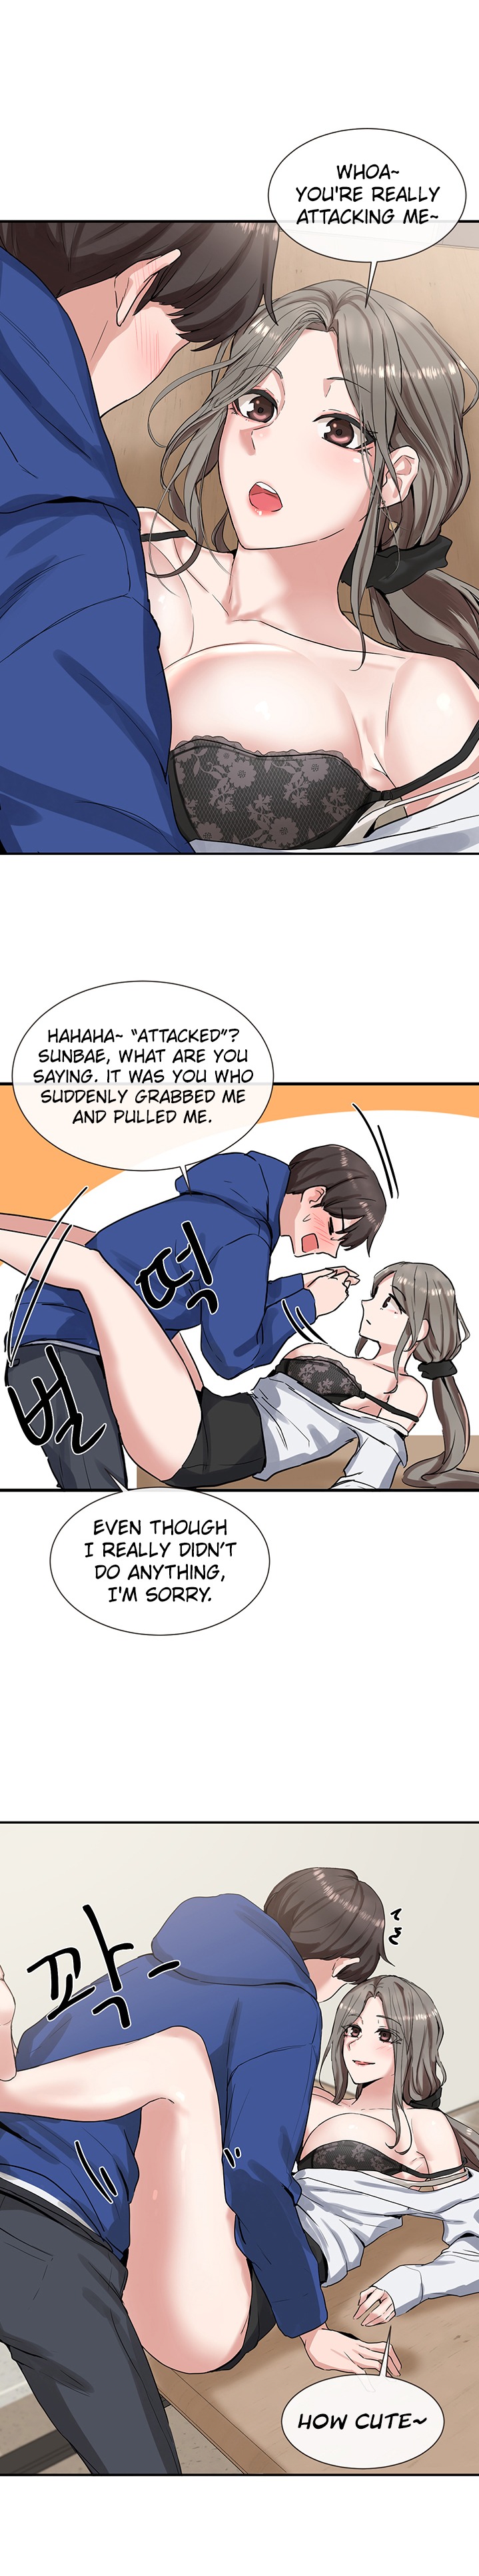 WHOA~
YOU'RE REALLY
ATTACKING ME~
HAHAHA~ "ATTACKED"?
SUNBAE, WHAT ARE YOU
SAYING. IT WAS YOU WHO
SUDDENLY GRABBED ME
AND PULLED ME.
벌떡
EVEN THOUGH
I REALLY DIDN'T
DO ANYTHING,
I'M SORRY.
콱-
HOW CUTE~